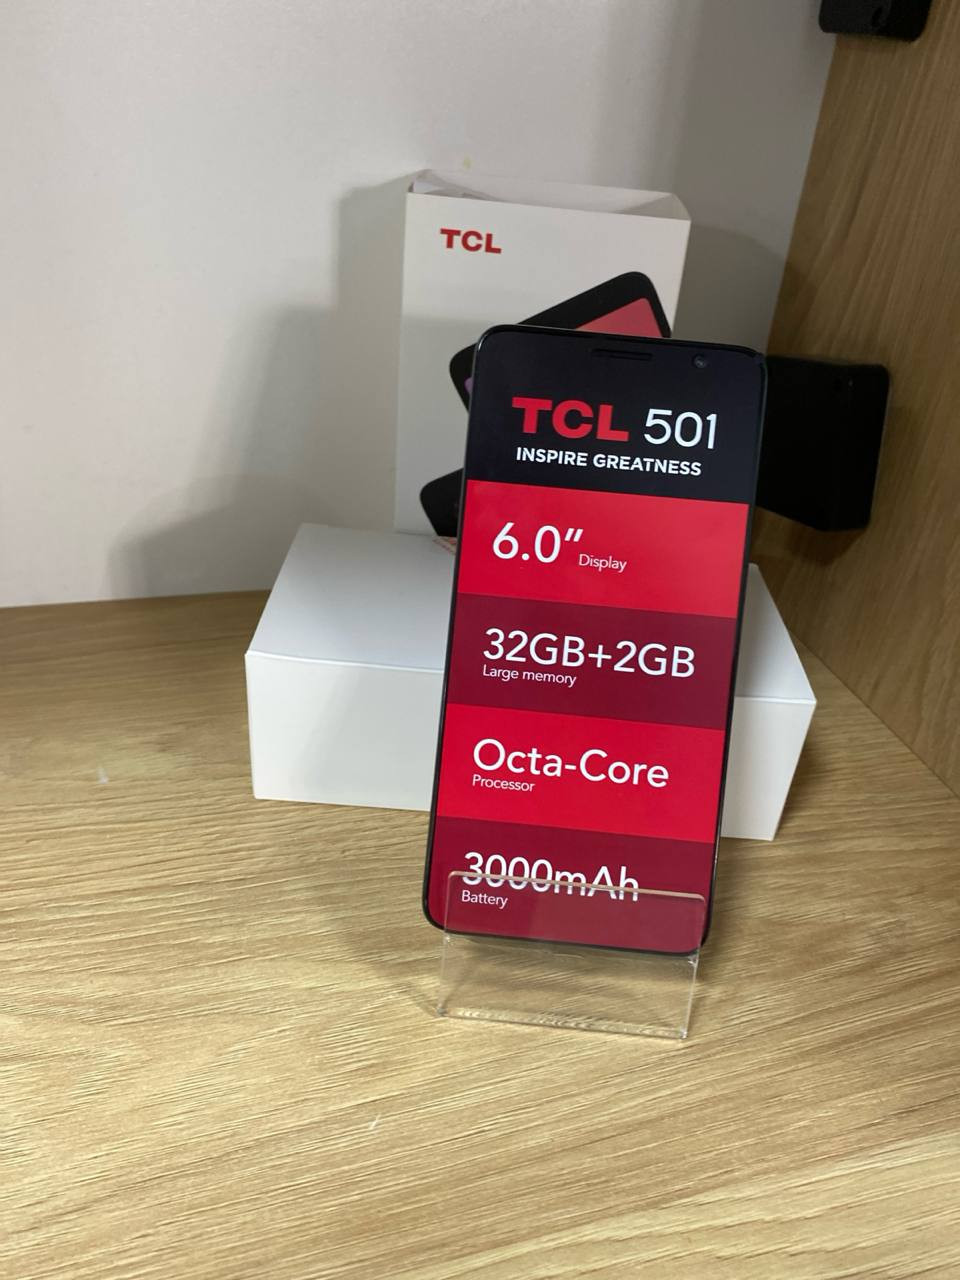 TCL
TCL 501
INSPIRE GREATNESS
6.0″ Display
32GB+2GB
Large memory
Octa-Core
Processor
3000mAh
Battery